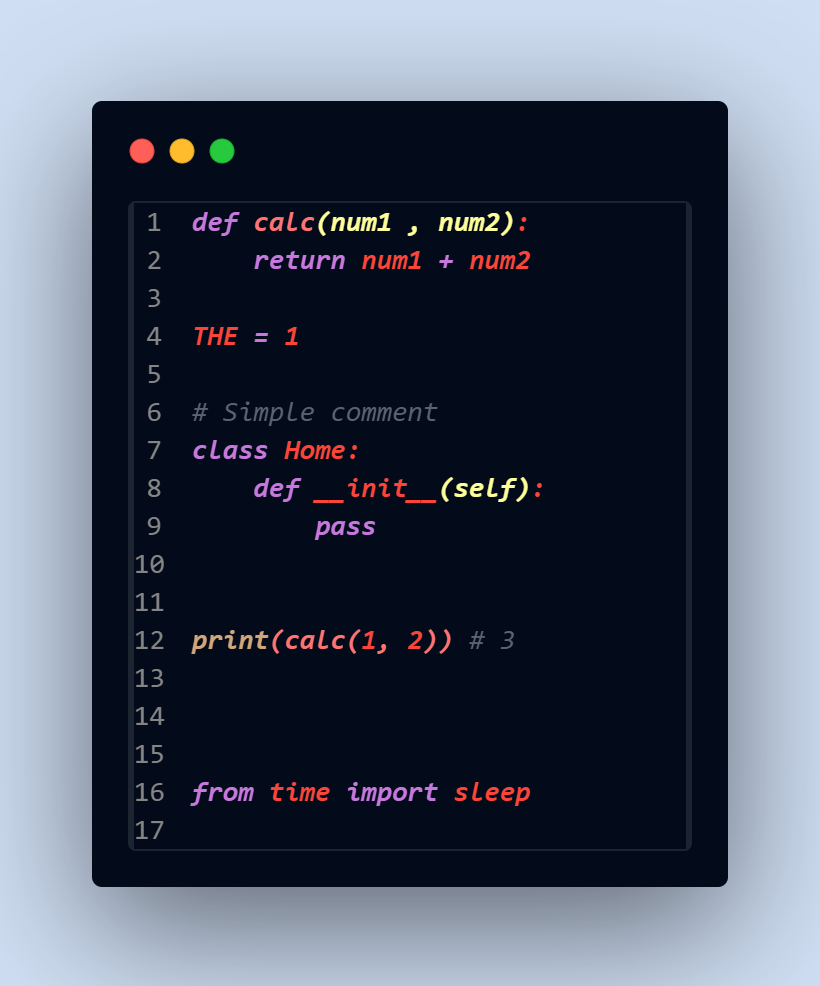 1 def calc(num1 , num2):
2     return num1 + num2
3
4 THE = 1
5
6 # Simple comment
7 class Home:
8     def __init__(self):
9         pass
10
11
12 print(calc(1, 2)) # 3
13
14
15
16 from time import sleep
17